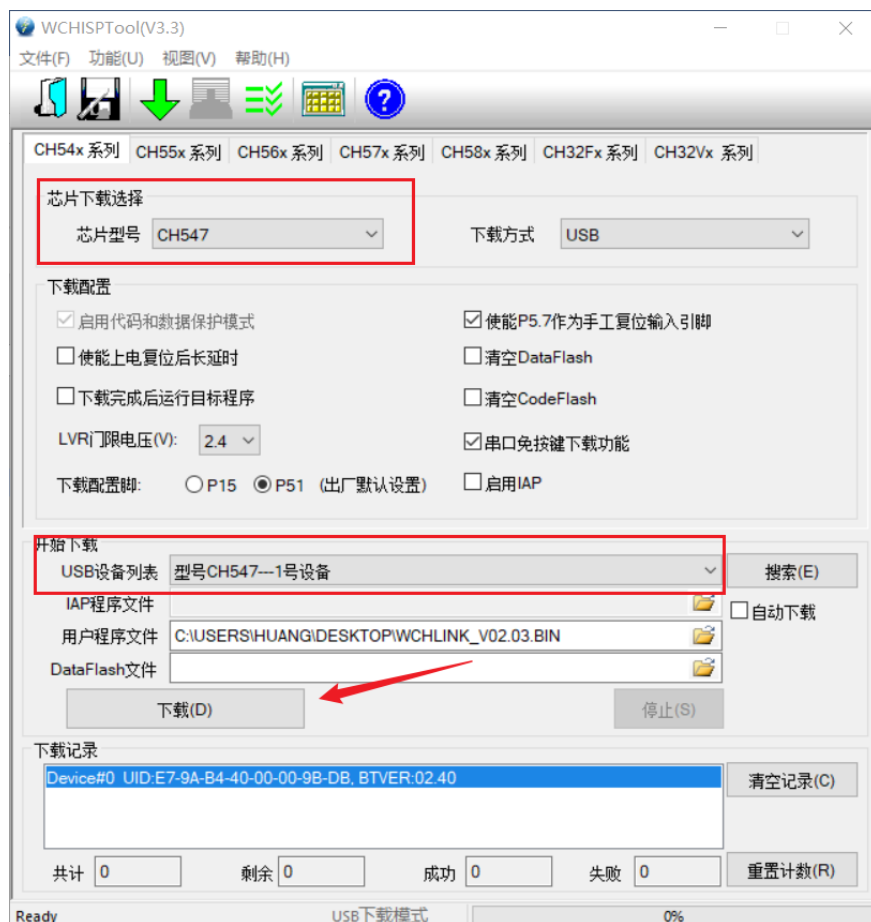 WCHISPTool(V3.3)
文件(F) 功能(U) 视图(V) 帮助(H)
CH54x 系列 CH55x 系列 CH56x 系列 CH57x 系列 CH58x 系列 CH32Fx 系列 CH32Vx 系列
芯片下载选择
芯片型号 CH547 下载方式 USB
下载配置
启用代码和数据保护模式 使能P5.7作为手工复位输入引脚
使能上电复位后长延时 清空DataFlash
下载完成后运行目标程序 清空CodeFlash
LVR门限电压(V): 2.4 串口免按键下载功能
下载配置脚: P15 P51 (出厂默认设置) 启用IAP
开始下载
USB设备列表 型号CH547---1号设备 搜索(E)
IAP程序文件 自动下载
用户程序文件 C:\USERS\HUANG\DESKTOP\WCHLINK_V02.03.BIN
DataFlash文件
下载(D) 停止(S)
下载记录
Device#0 UID:E7-9A-B4-40-00-00-9B-DB, BTVER:02.40 清空记录(C)
共计 0 剩余 0 成功 0 失败 0 重置计数(R)
Ready USB下载模式 0%